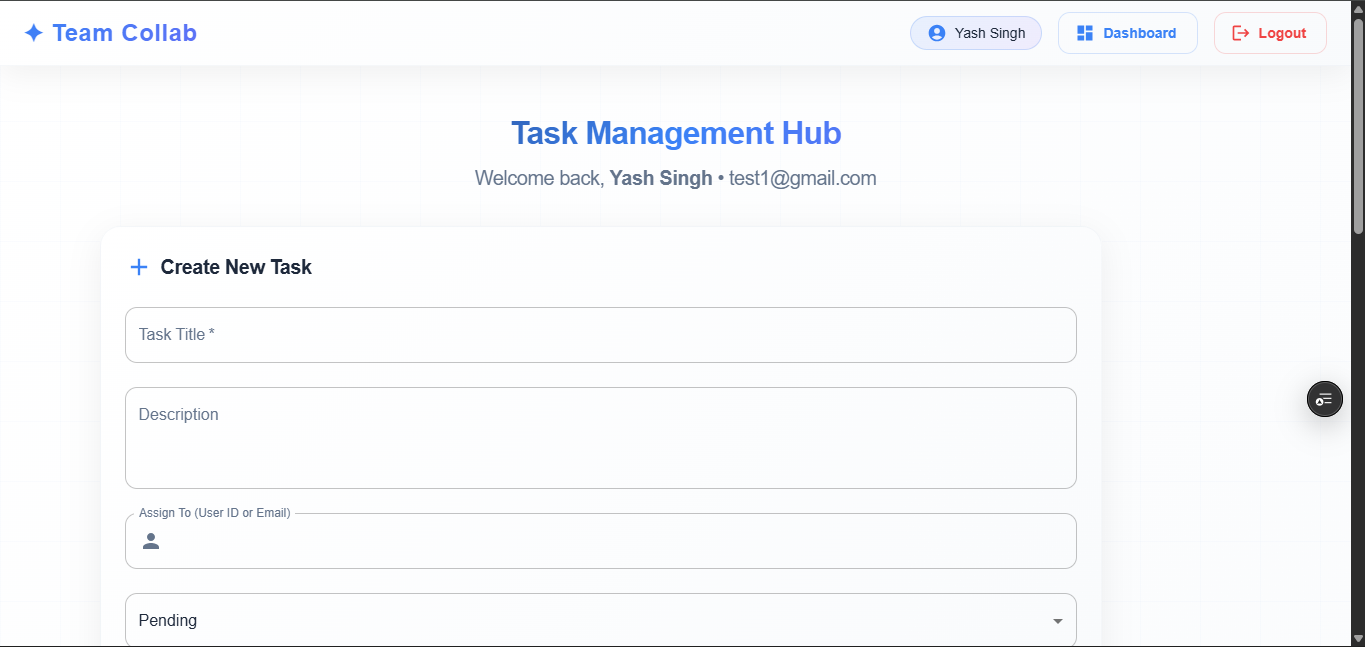 Team Collab
Yash Singh
Dashboard
Logout
Task Management Hub
Welcome back, Yash Singh • test1@gmail.com
Create New Task
Task Title *
Description
Assign To (User ID or Email)
Pending